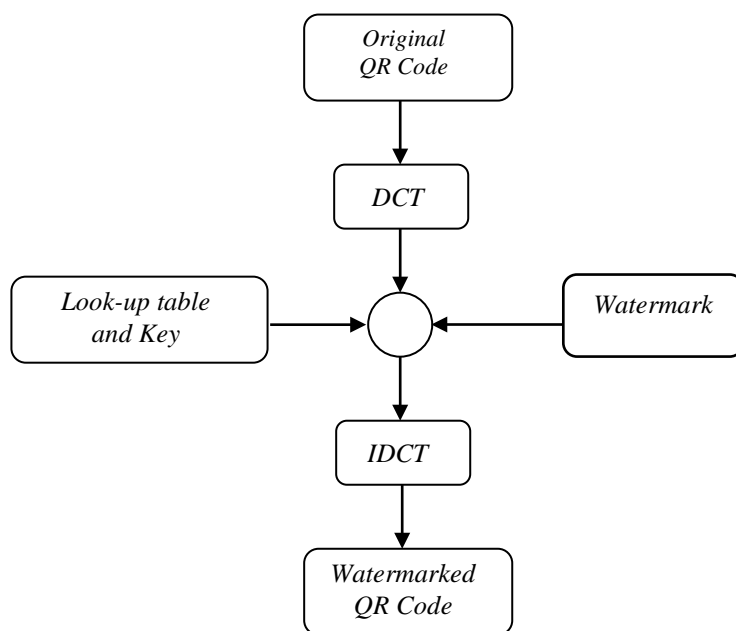 Original
QR Code
DCT
Look-up table
and Key
Watermark
IDCT
Watermarked
QR Code